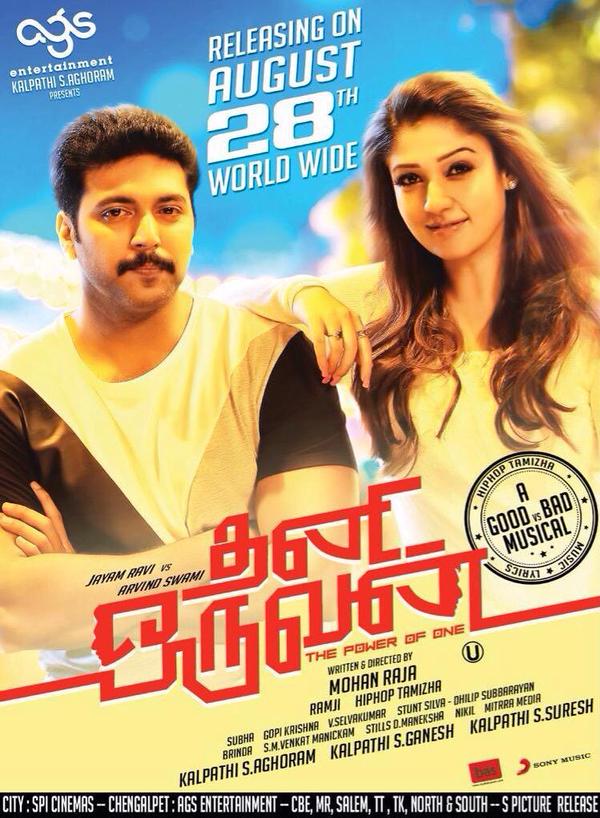 ags
entertainment
KALPATHI S.AGHORAM
PRESENTS
RELEASING ON
AUGUST
28TH
WORLD WIDE
HIPHOP TAMIZHA
A
GOOD vs BAD
MUSICAL
MUSIC ★ LYRICS
JAYAM RAVI vs
ARVIND SWAMI
தனி
ஒருவன்
THE POWER OF ONE
U
WRITTEN & DIRECTED BY
MOHAN RAJA
RAMJI HIPHOP TAMIZHA
SUBHA GOPI KRISHNA V.SELVAKUMAR STUNT SILVA - DHILIP SUBBARAYAN
BRINDA S.M.VENKAT MANICKAM STILLS D.MANEKSHA NIKIL MITRRA MEDIA
KALPATHI S.AGHORAM KALPATHI S.GANESH KALPATHI S.SURESH
bas
SONY MUSIC
CITY : SPI CINEMAS – CHENGALPET : AGS ENTERTAINMENT – CBE, MR, SALEM, TT , TK, NORTH & SOUTH -- S PICTURE RELEASE